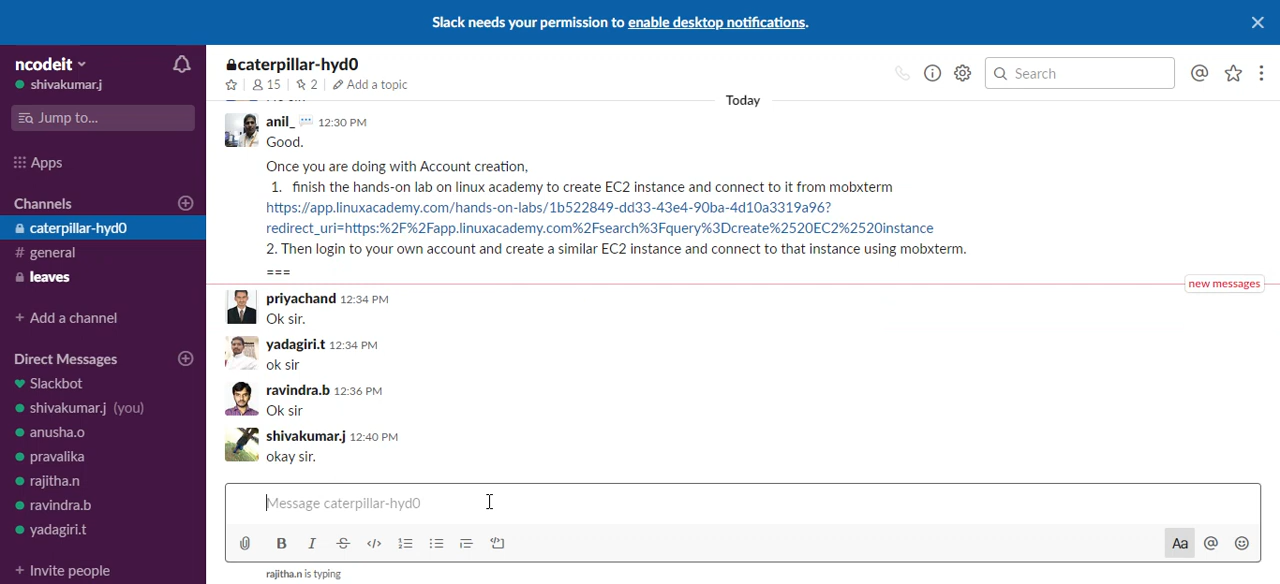 Slack needs your permission to enable desktop notifications.
ncodeit
shivakumar.j
Jump to...
Apps
Channels
caterpillar-hyd0
# general
leaves
+ Add a channel
Direct Messages
Slackbot
shivakumar.j (you)
anusha.o
pravalika
rajitha.n
ravindra.b
yadagiri.t
+ Invite people
caterpillar-hyd0
15 | 2 | Add a topic
Search
Today
anil_ 12:30 PM
Good.
Once you are doing with Account creation,
1. finish the hands-on lab on linux academy to create EC2 instance and connect to it from mobxterm
https://app.linuxacademy.com/hands-on-labs/1b522849-dd33-43e4-90ba-4d10a3319a96?
redirect_uri=https:%2F%2Fapp.linuxacademy.com%2Fsearch%3Fquery%3Dcreate%2520EC2%2520instance
2. Then login to your own account and create a similar EC2 instance and connect to that instance using mobxterm.
===
new messages
priyachand 12:34 PM
Ok sir.
yadagiri.t 12:34 PM
ok sir
ravindra.b 12:36 PM
Ok sir
shivakumar.j 12:40 PM
okay sir.
Message caterpillar-hyd0
B I S </> Aa @
rajitha.n is typing